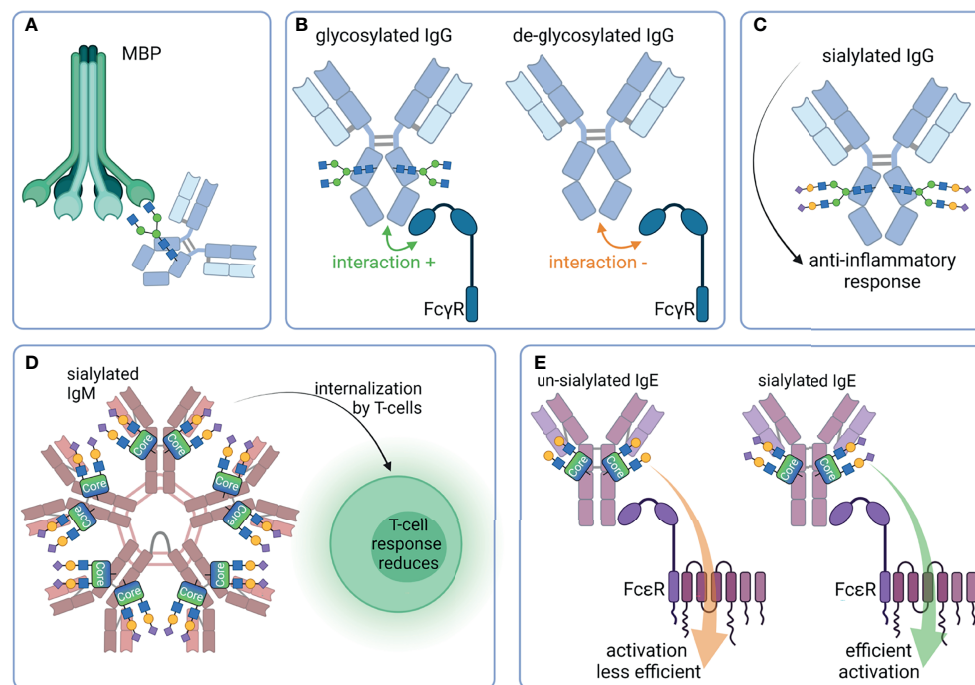 A
MBP
B
glycosylated IgG
de-glycosylated IgG
interaction +
interaction -
FcγR
FcγR
C
sialylated IgG
anti-inflammatory
response
D
sialylated
IgM
internalization
by T-cells
Core
Core
Core
Core
Core
Core
Core
Core
Core
Core
T-cell
response
reduces
E
un-sialylated IgE
sialylated IgE
Core
Core
Core
Core
FcεR
FcεR
activation
less efficient
efficient
activation